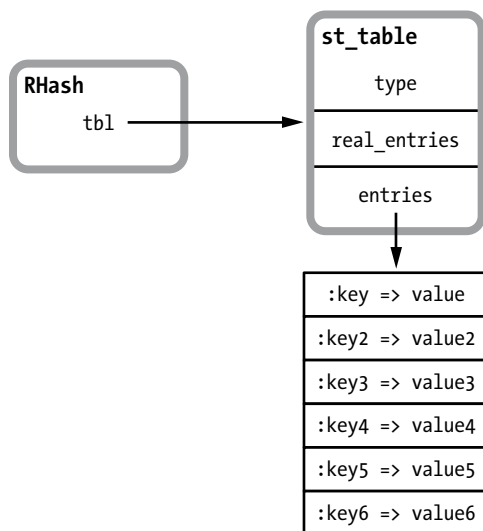 RHash
tbl
st_table
type
real_entries
entries
:key => value
:key2 => value2
:key3 => value3
:key4 => value4
:key5 => value5
:key6 => value6